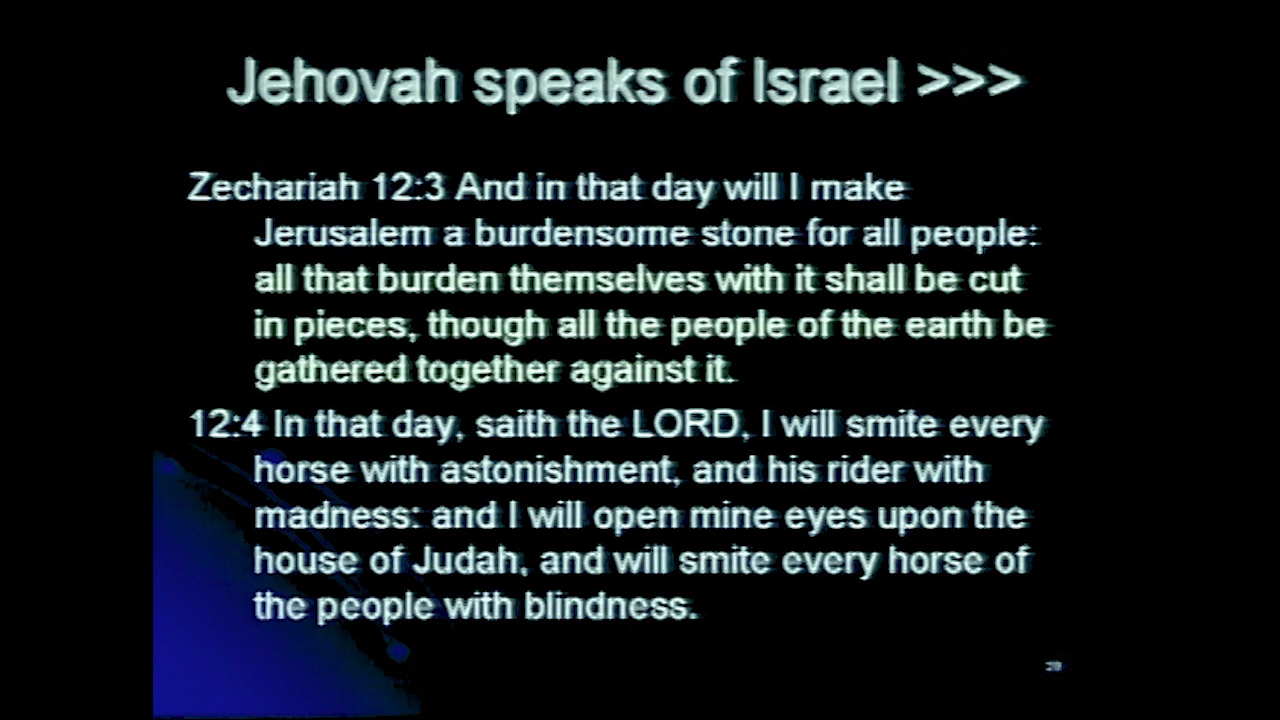 Jehovah speaks of Israel >>>
Zechariah 12:3 And in that day will I make
Jerusalem a burdensome stone for all people:
all that burden themselves with it shall be cut
in pieces, though all the people of the earth be
gathered together against it.
12:4 In that day, saith the LORD, I will smite every
horse with astonishment, and his rider with
madness: and I will open mine eyes upon the
house of Judah, and will smite every horse of
the people with blindness.